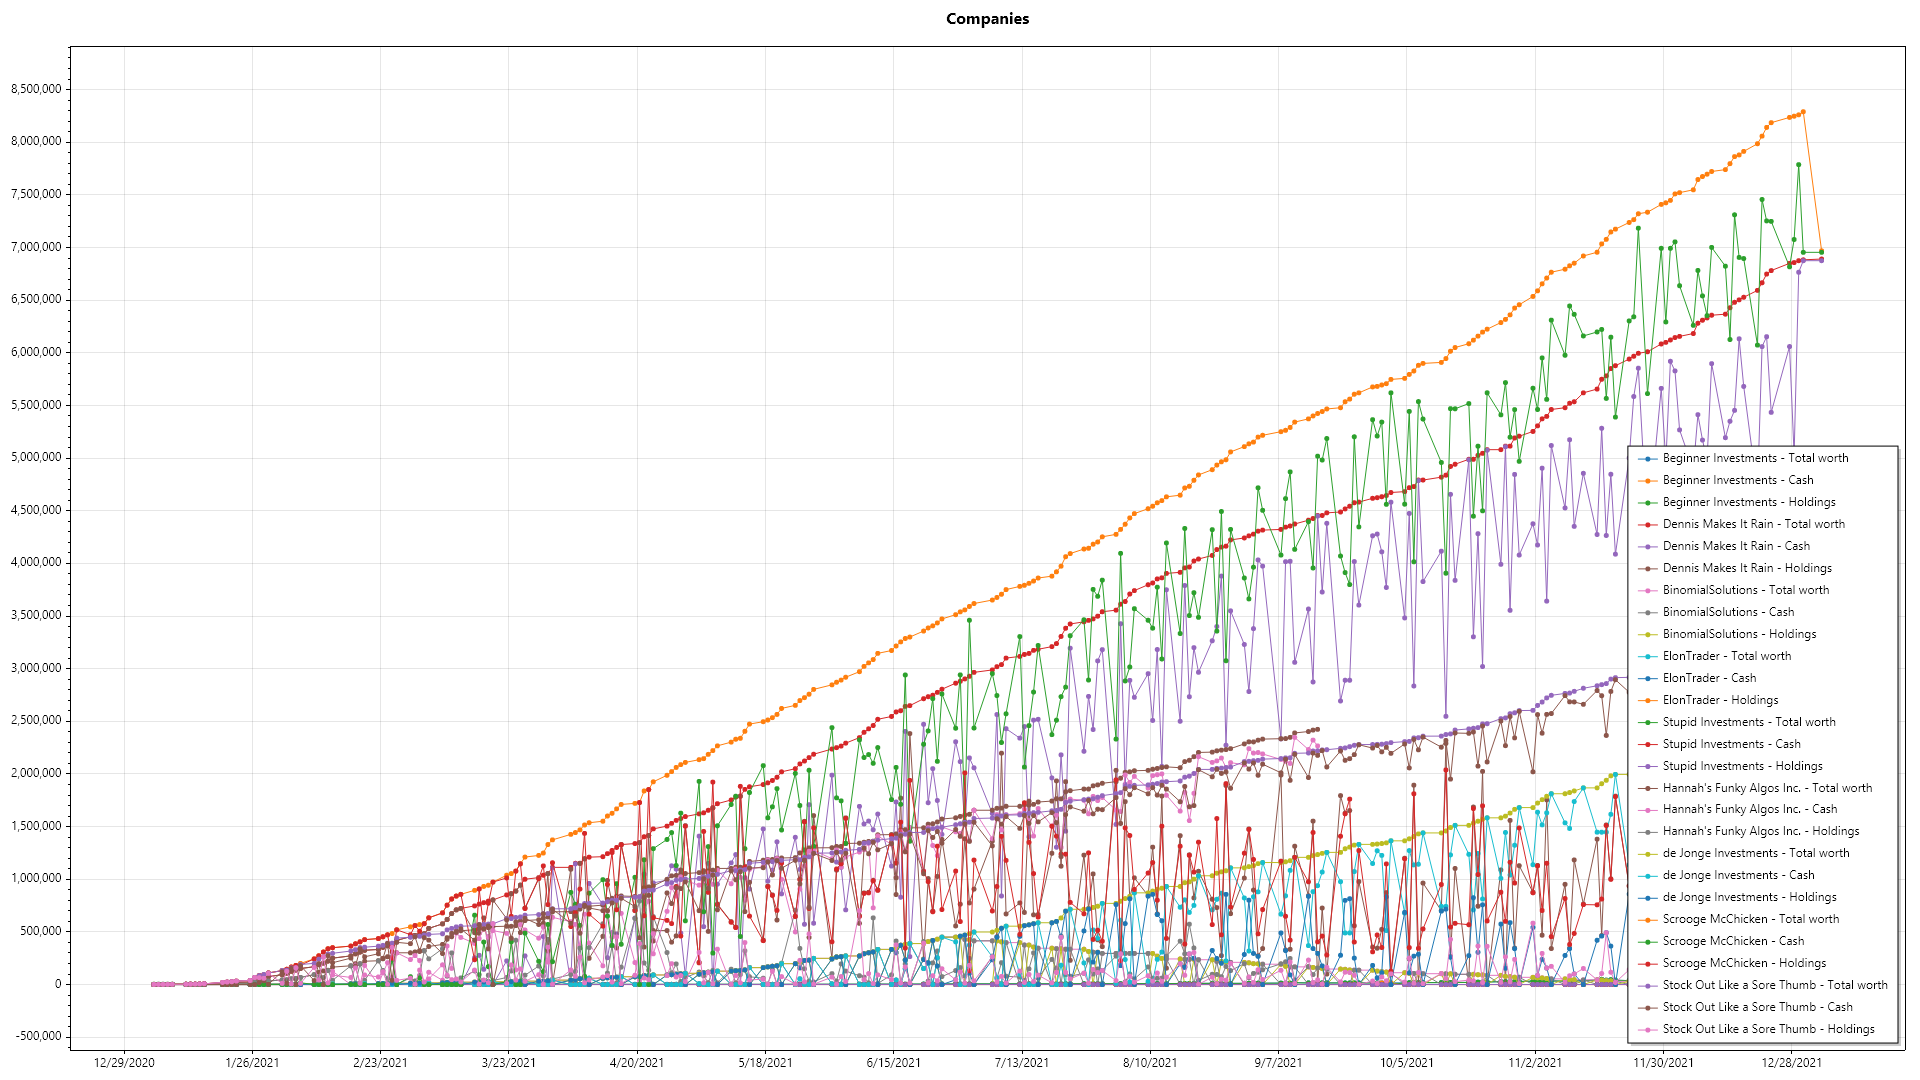 Companies
8,500,000
8,000,000
7,500,000
7,000,000
6,500,000
6,000,000
5,500,000
5,000,000
4,500,000
4,000,000
3,500,000
3,000,000
2,500,000
2,000,000
1,500,000
1,000,000
500,000
0
-500,000
12/29/2020 1/26/2021 2/23/2021 3/23/2021 4/20/2021 5/18/2021 6/15/2021 7/13/2021 8/10/2021 9/7/2021 10/5/2021 11/2/2021 11/30/2021 12/28/2021
Beginner Investments - Total worth
Beginner Investments - Cash
Beginner Investments - Holdings
Dennis Makes It Rain - Total worth
Dennis Makes It Rain - Cash
Dennis Makes It Rain - Holdings
BinomialSolutions - Total worth
BinomialSolutions - Cash
BinomialSolutions - Holdings
ElonTrader - Total worth
ElonTrader - Cash
ElonTrader - Holdings
Stupid Investments - Total worth
Stupid Investments - Cash
Stupid Investments - Holdings
Hannah's Funky Algos Inc. - Total worth
Hannah's Funky Algos Inc. - Cash
Hannah's Funky Algos Inc. - Holdings
de Jonge Investments - Total worth
de Jonge Investments - Cash
de Jonge Investments - Holdings
Scrooge McChicken - Total worth
Scrooge McChicken - Cash
Scrooge McChicken - Holdings
Stock Out Like a Sore Thumb - Total worth
Stock Out Like a Sore Thumb - Cash
Stock Out Like a Sore Thumb - Holdings